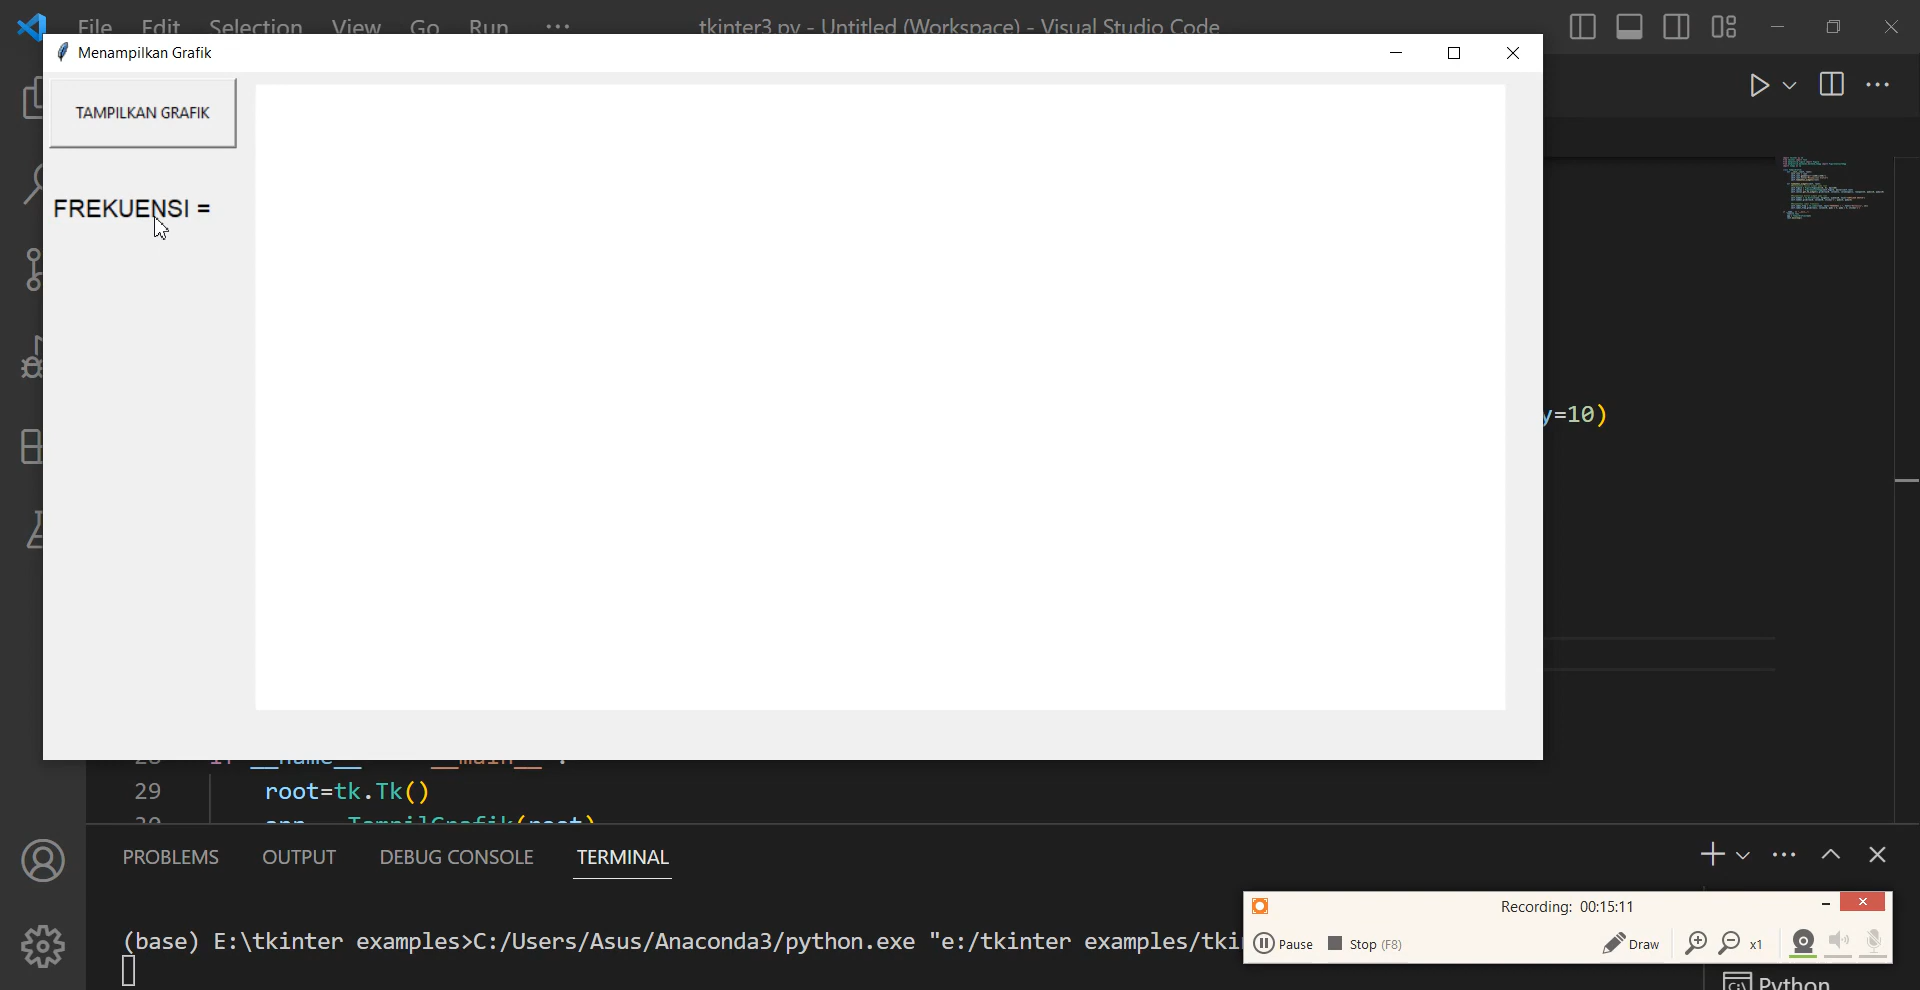 File Edit Selection View Go Run ···
tkinter3.py - Untitled (Workspace) - Visual Studio Code
Menampilkan Grafik
TAMPILKAN GRAFIK
FREKUENSI =
y=10)
29 root=tk.Tk()
PROBLEMS OUTPUT DEBUG CONSOLE TERMINAL
(base) E:\tkinter examples>C:/Users/Asus/Anaconda3/python.exe "e:/tkinter examples/tki
Recording: 00:15:11
Pause Stop (F8) Draw x1
Python